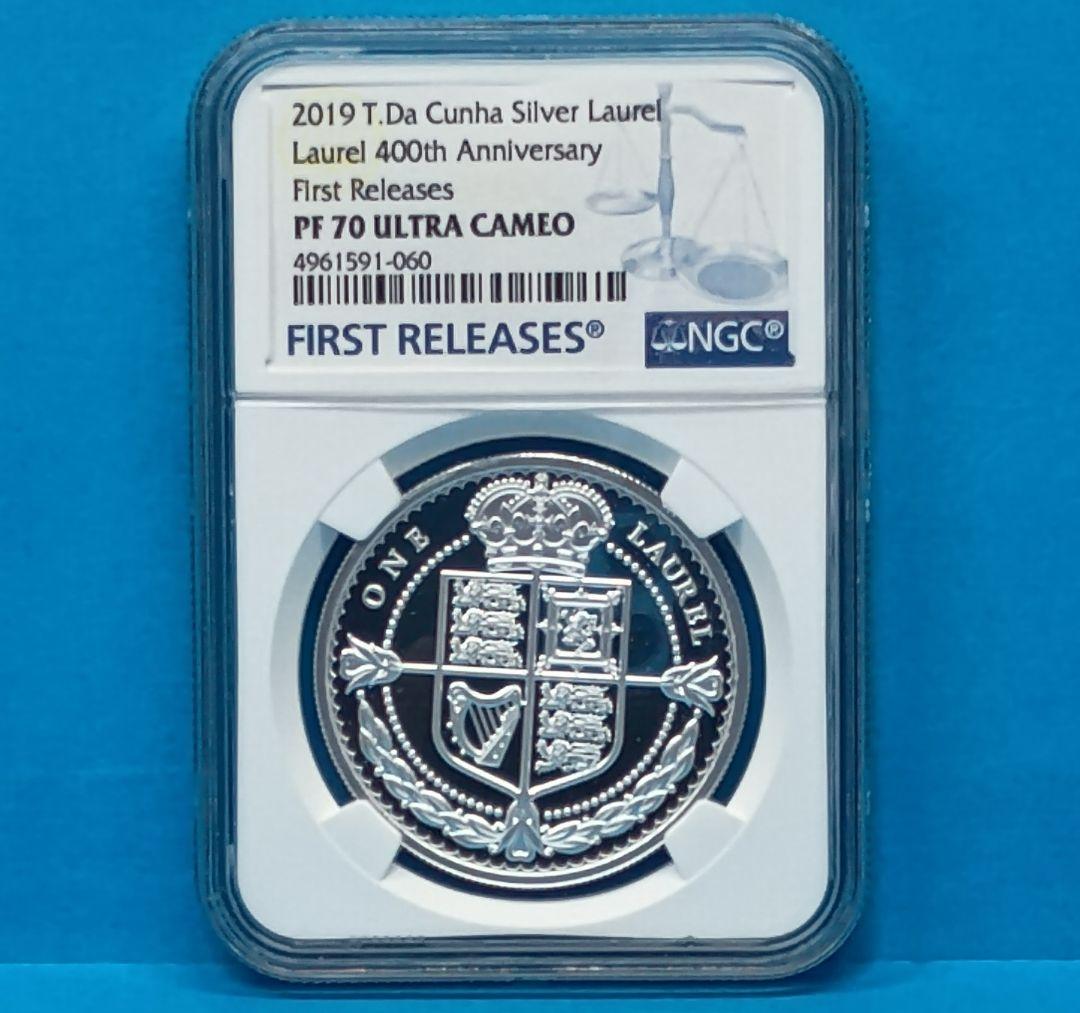 2019 T.Da Cunha Silver Laurel
Laurel 400th Anniversary
First Releases
PF 70 ULTRA CAMEO
4961591-060
FIRST RELEASES®
NGC®
ONE LAUREL